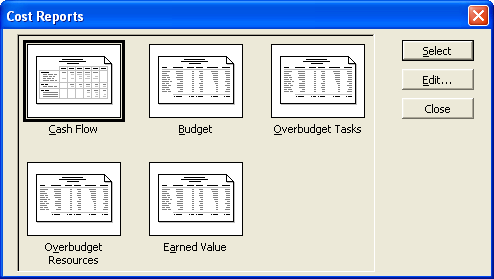 Cost Reports
Select
Edit...
Close
Cash Flow
Budget
Overbudget Tasks
Overbudget
Resources
Earned Value